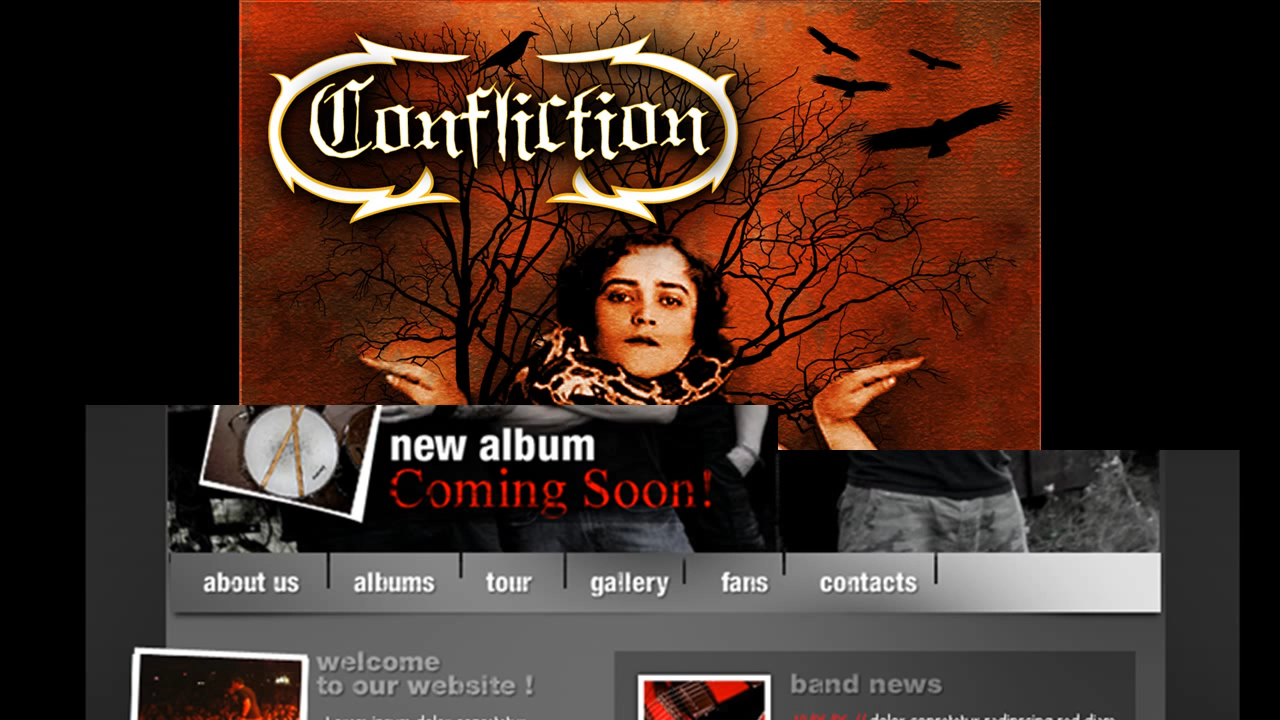 Confliction
new album
Coming Soon!
about us
albums
tour
gallery
fans
contacts
welcome
to our website !
band news